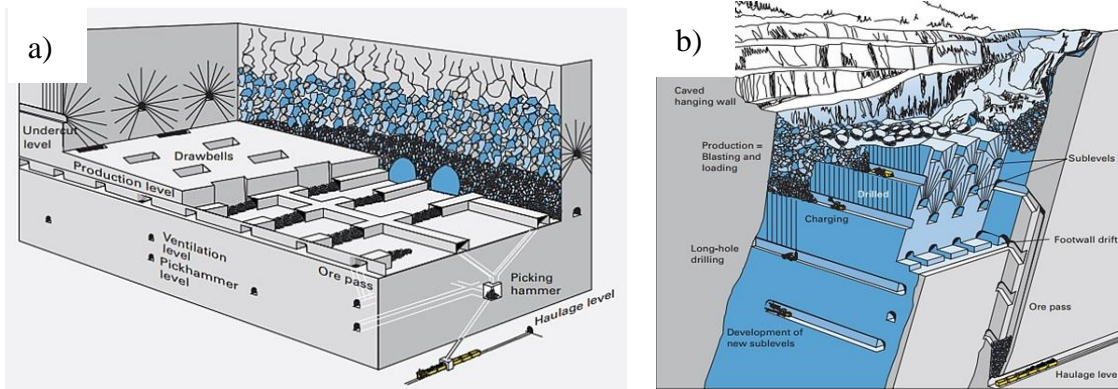 a)
Undercut
level
Drawbells
Production level
Ventilation
level
Pickhammer
level
Ore pass
Picking
hammer
Haulage level
b)
Caved
hanging wall
Production =
Blasting and
loading
Sublevels
Drilled
Charging
Long-hole
drilling
Footwall drift
Ore pass
Development of
new sublevels
Haulage level